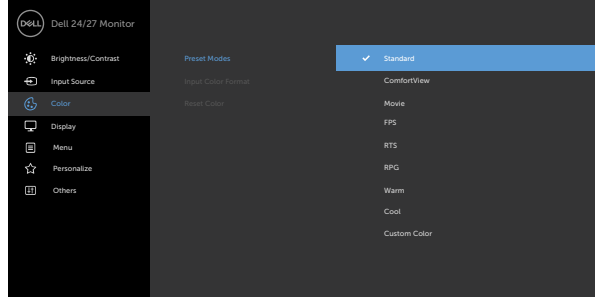 DELL Dell 24/27 Monitor
Brightness/Contrast
Input Source
Color
Display
Menu
Personalize
Others
Preset Modes
Input Color Format
Reset Color
Standard
ComfortView
Movie
FPS
RTS
RPG
Warm
Cool
Custom Color